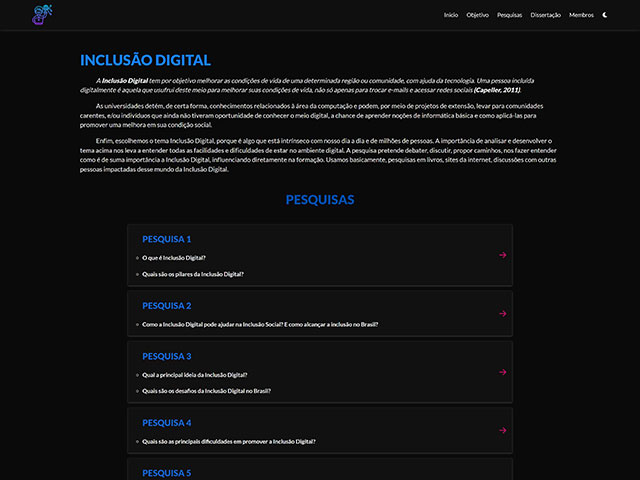 Inicio Objetivo Pesquisas Dissertação Membros
INCLUSÃO DIGITAL
A Inclusão Digital tem por objetivo melhorar as condições de vida de uma determinada região ou comunidade, com ajuda da tecnologia. Uma pessoa incluída
digitalmente é aquela que usufrui deste meio para melhorar suas condições de vida, não só apenas para trocar e-mails e acessar redes sociais (Capeller, 2011).
As universidades detêm, de certa forma, conhecimentos relacionados à área da computação e podem, por meio de projetos de extensão, levar para comunidades
carentes, e/ou indivíduos que ainda não tiveram oportunidade de conhecer o meio digital, a chance de aprender noções de informática básica e como aplicá-las para
promover uma melhora em sua condição social.
Enfim, escolhemos o tema Inclusão Digital, porque é algo que está intrínseco com nosso dia a dia e de milhões de pessoas. A importância de analisar e desenvolver o
tema acima nos leva a entender todas as facilidades e dificuldades de estar no ambiente digital. A pesquisa pretende debater, discutir, propor caminhos, nos fazer entender
como é de suma importância a Inclusão Digital, influenciando diretamente na formação. Usamos basicamente, pesquisas em livros, sites da internet, discussões com outras
pessoas impactadas desse mundo da Inclusão Digital.
PESQUISAS
PESQUISA 1
O que é Inclusão Digital?
Quais são os pilares da Inclusão Digital?
PESQUISA 2
Como a Inclusão Digital pode ajudar na Inclusão Social? E como alcançar a inclusão no Brasil?
PESQUISA 3
Qual a principal ideia da Inclusão Digital?
Quais são os desafios da Inclusão Digital no Brasil?
PESQUISA 4
Quais são as principais dificuldades em promover a Inclusão Digital?
PESQUISA 5